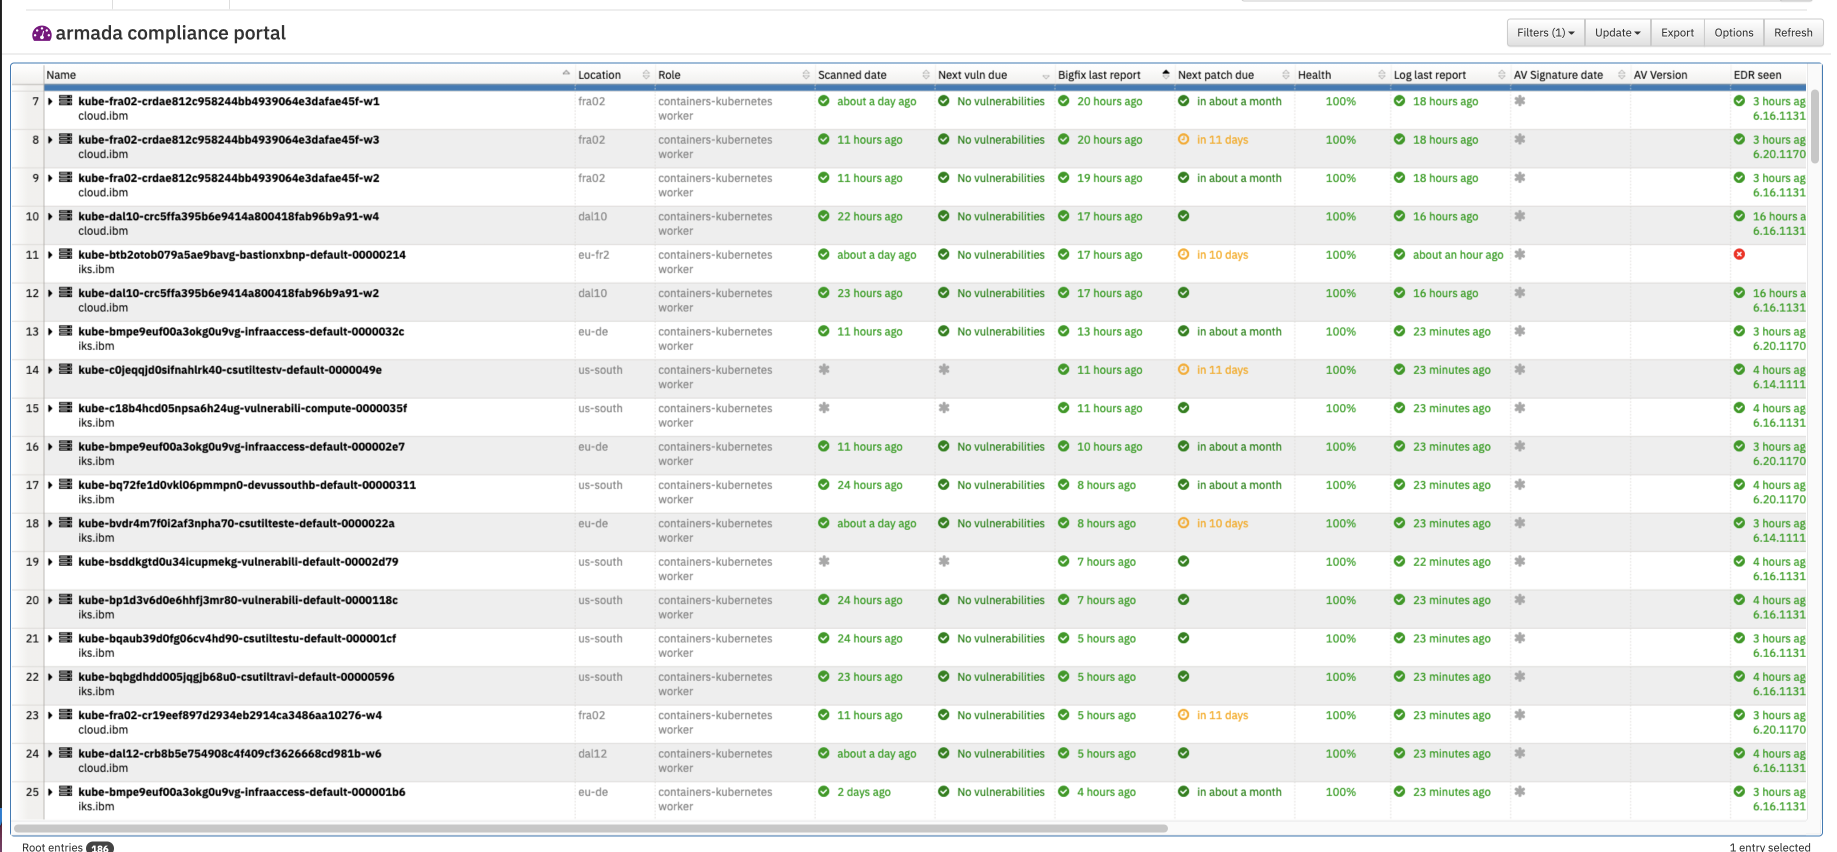 armada compliance portal
Filters (1) Update Export Options Refresh
Name Location Role Scanned date Next vuln due Bigfix last report Next patch due Health Log last report AV Signature date AV Version EDR seen
7 kube-fra02-crdae812c958244bb4939064e3dafae45f-w1 fra02 containers-kubernetes about a day ago No vulnerabilities 20 hours ago in about a month 100% 18 hours ago 3 hours ag
cloud.ibm worker 6.16.1131
8 kube-fra02-crdae812c958244bb4939064e3dafae45f-w3 fra02 containers-kubernetes 11 hours ago No vulnerabilities 20 hours ago in 11 days 100% 18 hours ago 3 hours ag
cloud.ibm worker 6.20.1170
9 kube-fra02-crdae812c958244bb4939064e3dafae45f-w2 fra02 containers-kubernetes 11 hours ago No vulnerabilities 19 hours ago in about a month 100% 18 hours ago 3 hours ag
cloud.ibm worker 6.16.1131
10 kube-dal10-crc5ffa395b6e9414a800418fab96b9a91-w4 dal10 containers-kubernetes 22 hours ago No vulnerabilities 17 hours ago 100% 16 hours ago 16 hours a
cloud.ibm worker 6.16.1131
11 kube-btb2otob079a5ae9bavg-bastionxbnp-default-00000214 eu-fr2 containers-kubernetes about a day ago No vulnerabilities 17 hours ago in 10 days 100% about an hour ago
iks.ibm worker
12 kube-dal10-crc5ffa395b6e9414a800418fab96b9a91-w2 dal10 containers-kubernetes 23 hours ago No vulnerabilities 17 hours ago 100% 16 hours ago 16 hours a
cloud.ibm worker 6.16.1131
13 kube-bmpe9euf00a3okg0u9vg-infraaccess-default-0000032c eu-de containers-kubernetes 11 hours ago No vulnerabilities 13 hours ago in about a month 100% 23 minutes ago 3 hours ag
iks.ibm worker 6.20.1170
14 kube-c0jeqqjd0sifnahlrk40-csutiltestv-default-0000049e us-south containers-kubernetes 11 hours ago in 11 days 100% 23 minutes ago 4 hours ag
worker 6.14.1111
15 kube-c18b4hcd05npsa6h24ug-vulnerabili-compute-0000035f us-south containers-kubernetes 11 hours ago 100% 23 minutes ago 4 hours ag
iks.ibm worker 6.16.1131
16 kube-bmpe9euf00a3okg0u9vg-infraaccess-default-000002e7 eu-de containers-kubernetes 11 hours ago No vulnerabilities 10 hours ago in about a month 100% 23 minutes ago 3 hours ag
iks.ibm worker 6.20.1170
17 kube-bq72fe1d0vkl06pmmpn0-devussouthb-default-00000311 us-south containers-kubernetes 24 hours ago No vulnerabilities 8 hours ago in about a month 100% 23 minutes ago 4 hours ag
iks.ibm worker 6.20.1170
18 kube-bvdr4m7f0i2af3npha70-csutilteste-default-0000022a eu-de containers-kubernetes about a day ago No vulnerabilities 8 hours ago in 10 days 100% 23 minutes ago 3 hours ag
iks.ibm worker 6.14.1111
19 kube-bsddkgtd0u34icupmekg-vulnerabili-default-00002d79 us-south containers-kubernetes 7 hours ago 100% 22 minutes ago 4 hours ag
iks.ibm worker 6.16.1131
20 kube-bp1d3v6d0e6hhfj3mr80-vulnerabili-default-0000118c us-south containers-kubernetes 24 hours ago No vulnerabilities 7 hours ago 100% 23 minutes ago 4 hours ag
iks.ibm worker 6.16.1131
21 kube-bqaub39d0fg06cv4hd90-csutiltestu-default-000001cf us-south containers-kubernetes 24 hours ago No vulnerabilities 5 hours ago 100% 23 minutes ago 3 hours ag
iks.ibm worker 6.16.1131
22 kube-bqbgdhdd005jqgjb68u0-csutiltravi-default-00000596 us-south containers-kubernetes 23 hours ago No vulnerabilities 5 hours ago 100% 23 minutes ago 4 hours ag
iks.ibm worker 6.16.1131
23 kube-fra02-cr19eef897d2934eb2914ca3486aa10276-w4 fra02 containers-kubernetes 11 hours ago No vulnerabilities 5 hours ago in 11 days 100% 23 minutes ago 3 hours ag
cloud.ibm worker 6.20.1170
24 kube-dal12-crb8b5e754908c4f409cf3626668cd981b-w6 dal12 containers-kubernetes about a day ago No vulnerabilities 5 hours ago 100% 23 minutes ago 4 hours ag
cloud.ibm worker 6.16.1131
25 kube-bmpe9euf00a3okg0u9vg-infraaccess-default-000001b6 eu-de containers-kubernetes 2 days ago No vulnerabilities 4 hours ago in about a month 100% 23 minutes ago 3 hours ag
iks.ibm worker 6.16.1131
Root entries 186 1 entry selected